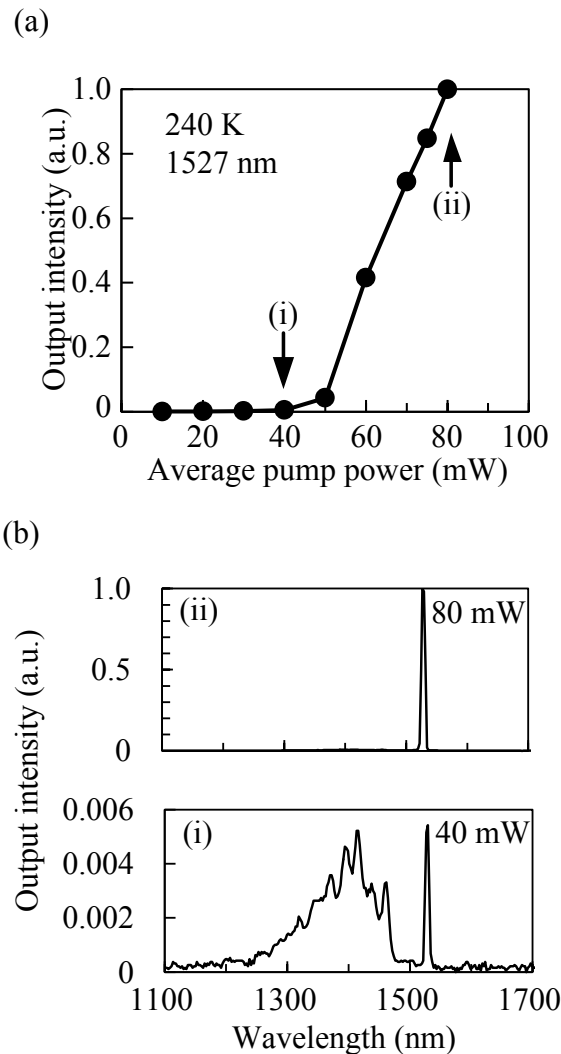 (a)
Output intensity (a.u.)
1.0
0.8
0.6
0.4
0.2
0
240 K
1527 nm
(i)
(ii)
0 20 40 60 80 100
Average pump power (mW)
(b)
Output intensity (a.u.)
1.0
0.5
0
(ii) 80 mW
0.006
0.004
0.002
0
(i) 40 mW
1100 1300 1500 1700
Wavelength (nm)